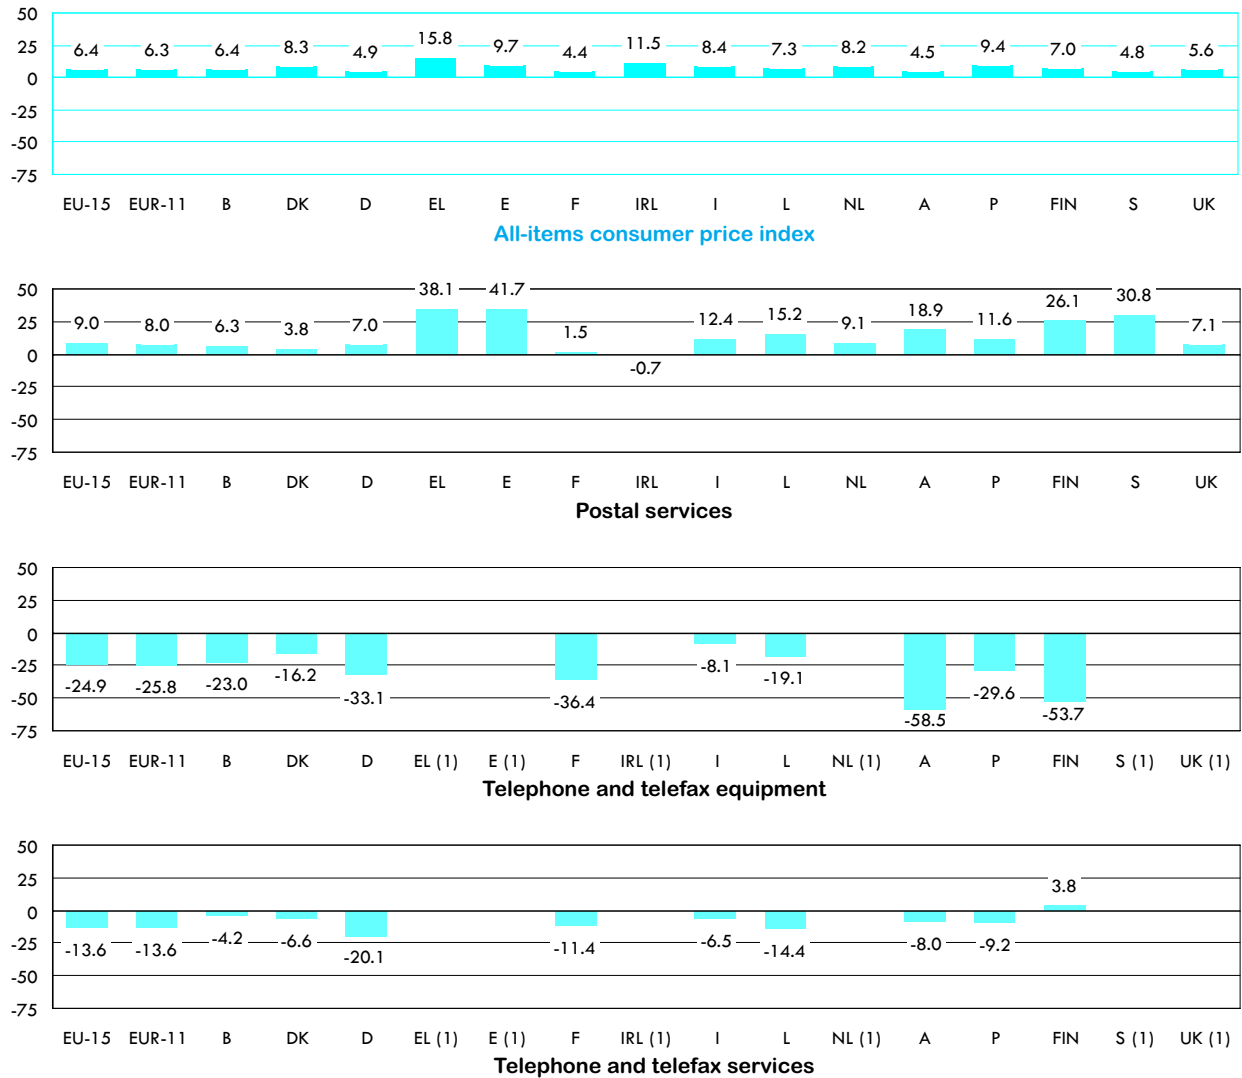 50
6.4 6.3 6.4 8.3 4.9 15.8 9.7 4.4 11.5 8.4 7.3 8.2 4.5 9.4 7.0 4.8 5.6
25
0
-25
-50
-75
EU-15 EUR-11 B DK D EL E F IRL I L NL A P FIN S UK
All-items consumer price index
50
9.0 8.0 6.3 3.8 7.0 38.1 41.7 1.5 -0.7 12.4 15.2 9.1 18.9 11.6 26.1 30.8 7.1
25
0
-25
-50
-75
EU-15 EUR-11 B DK D EL E F IRL I L NL A P FIN S UK
Postal services
50
25
0
-25
-24.9 -25.8 -23.0 -16.2 -33.1 -36.4 -8.1 -19.1 -58.5 -29.6 -53.7
-50
-75
EU-15 EUR-11 B DK D EL (1) E (1) F IRL (1) I L NL (1) A P FIN S (1) UK (1)
Telephone and telefax equipment
50
25
3.8
0
-25
-13.6 -13.6 -4.2 -6.6 -20.1 -11.4 -6.5 -14.4 -8.0 -9.2
-50
-75
EU-15 EUR-11 B DK D EL (1) E (1) F IRL (1) I L NL (1) A P FIN S (1) UK (1)
Telephone and telefax services